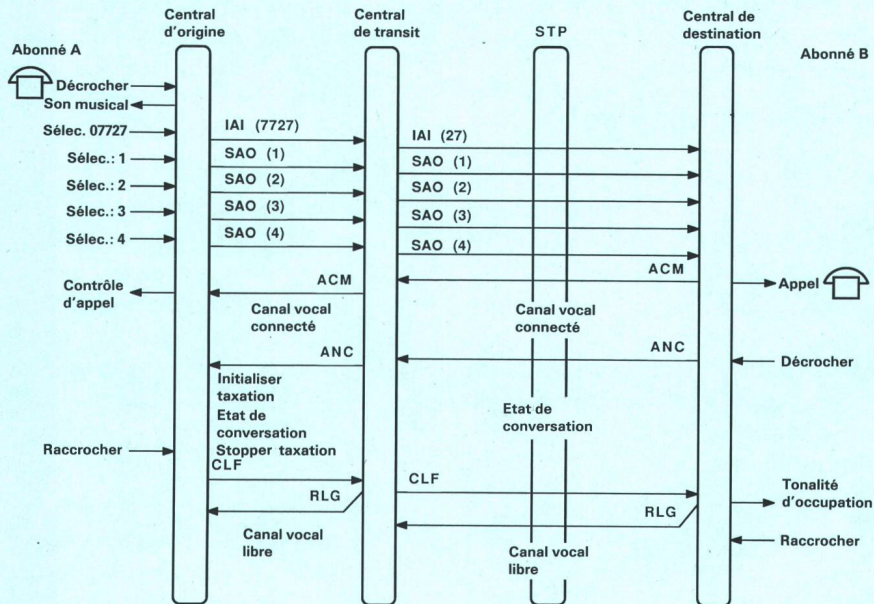 Central
d'origine
Central
de transit
STP
Central de
destination
Abonné A
Abonné B
Décrocher
Son musical
Sélec. 07727
IAI (7727)
IAI (27)
Sélec.: 1
SAO (1)
SAO (1)
Sélec.: 2
SAO (2)
SAO (2)
Sélec.: 3
SAO (3)
SAO (3)
Sélec.: 4
SAO (4)
SAO (4)
ACM
Contrôle
d'appel
ACM
Appel
Canal vocal
connecté
Canal vocal
connecté
ANC
ANC
Décrocher
Initialiser
taxation
Etat de
conversation
Stopper taxation
Etat de
conversation
Raccrocher
CLF
CLF
RLG
RLG
Tonalité
d'occupation
Canal vocal
libre
Canal vocal
libre
Raccrocher